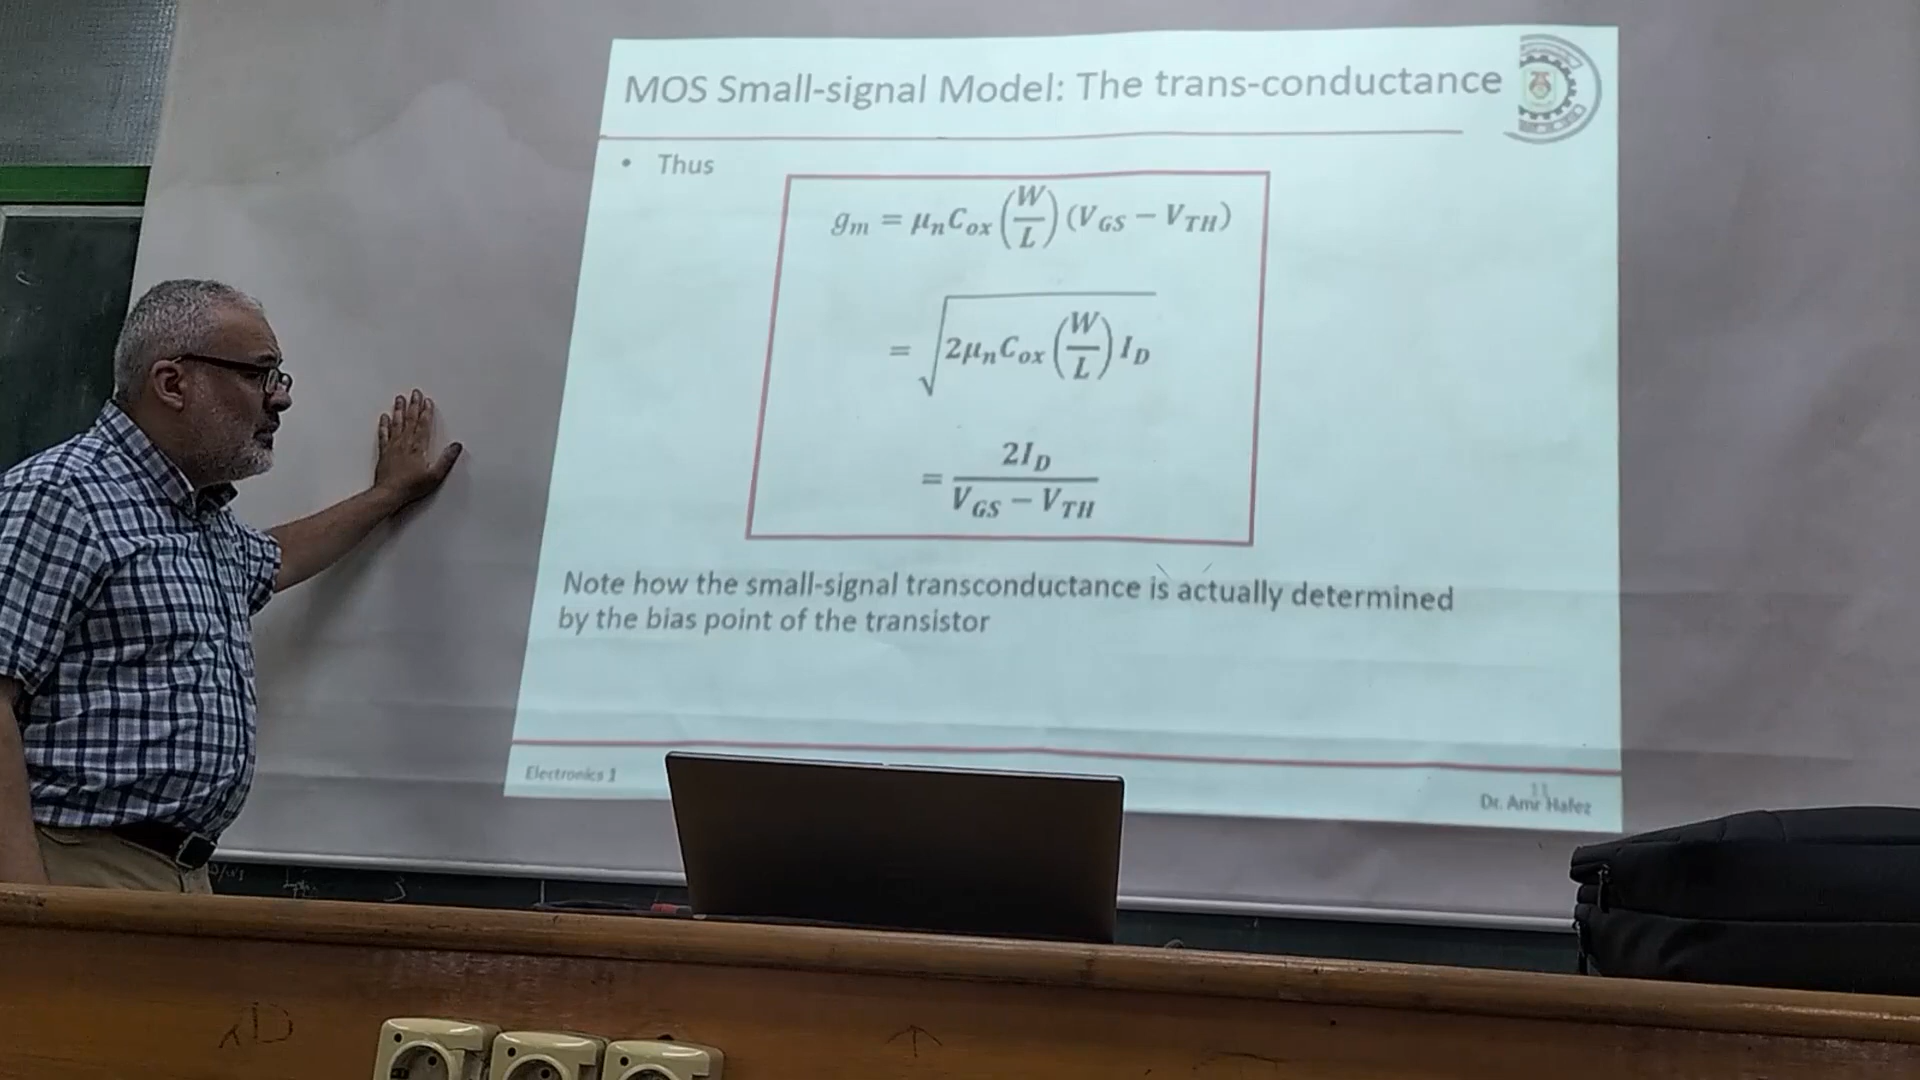 MOS Small-signal Model: The trans-conductance
• Thus
g_m = μ_n C_ox (W/L) (V_GS − V_TH)
= √(2μ_n C_ox (W/L) I_D)
= 2I_D / (V_GS − V_TH)
Note how the small-signal transconductance is actually determined
by the bias point of the transistor
Electronics 1
11
Dr. Amr Hafez